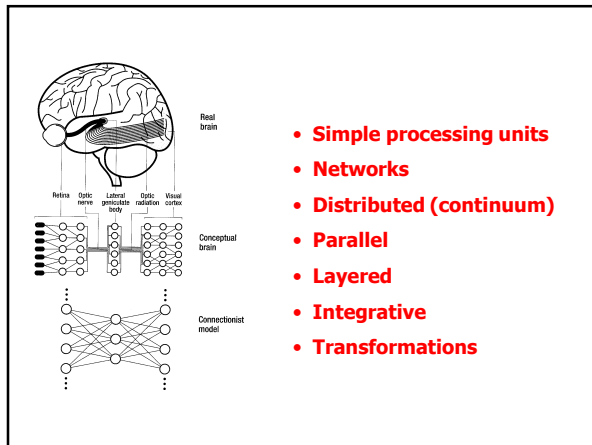 Real
brain
Retina
Optic
nerve
Lateral
geniculate
body
Optic
radiation
Visual
cortex
Conceptual
brain
Connectionist
model
• Simple processing units
• Networks
• Distributed (continuum)
• Parallel
• Layered
• Integrative
• Transformations